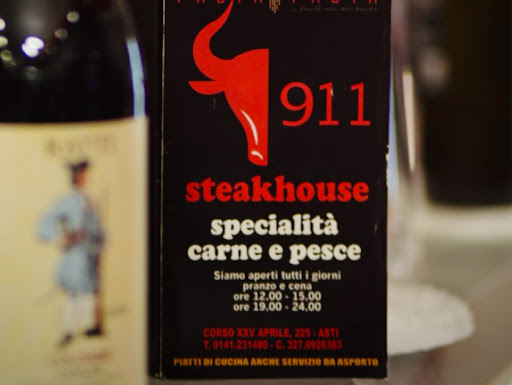 911
steakhouse
specialità
carne e pesce
Siamo aperti tutti i giorni
pranzo e cena
ore 12.00 - 15.00
ore 19.00 - 24.00
CORSO XXV APRILE, 225 - ASTI
T. 0141.231460 - C. 327.6928363
PIATTI DI CUCINA ANCHE SERVIZIO DA ASPORTO